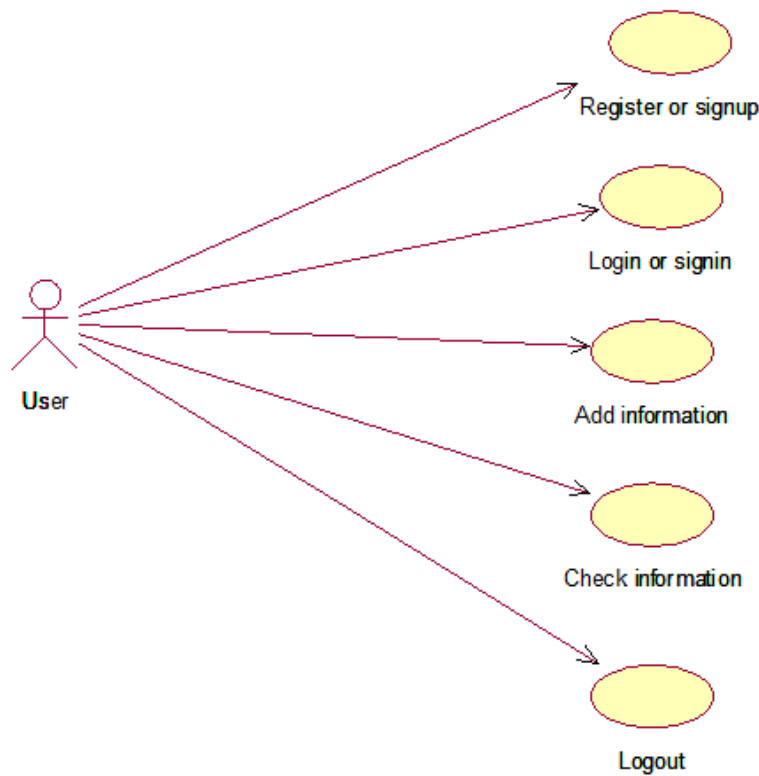 Register or signup
Login or signin
User
Add information
Check information
Logout